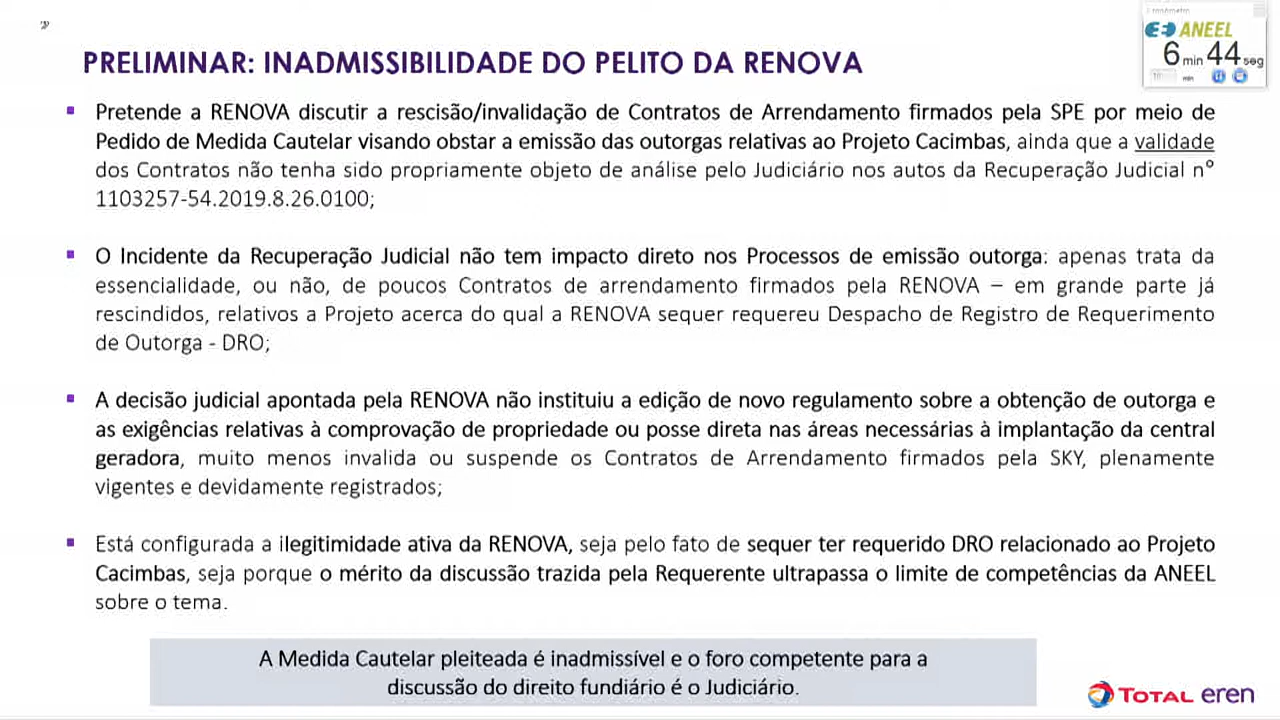 ANEEL
6 min 44 seg
PRELIMINAR: INADMISSIBILIDADE DO PELITO DA RENOVA
▪ Pretende a RENOVA discutir a rescisão/invalidação de Contratos de Arrendamento firmados pela SPE por meio de
Pedido de Medida Cautelar visando obstar a emissão das outorgas relativas ao Projeto Cacimbas, ainda que a validade
dos Contratos não tenha sido propriamente objeto de análise pelo Judiciário nos autos da Recuperação Judicial nº
1103257-54.2019.8.26.0100;
▪ O Incidente da Recuperação Judicial não tem impacto direto nos Processos de emissão outorga: apenas trata da
essencialidade, ou não, de poucos Contratos de arrendamento firmados pela RENOVA – em grande parte já
rescindidos, relativos a Projeto acerca do qual a RENOVA sequer requereu Despacho de Registro de Requerimento
de Outorga - DRO;
▪ A decisão judicial apontada pela RENOVA não instituiu a edição de novo regulamento sobre a obtenção de outorga e
as exigências relativas à comprovação de propriedade ou posse direta nas áreas necessárias à implantação da central
geradora, muito menos invalida ou suspende os Contratos de Arrendamento firmados pela SKY, plenamente
vigentes e devidamente registrados;
▪ Está configurada a ilegitimidade ativa da RENOVA, seja pelo fato de sequer ter requerido DRO relacionado ao Projeto
Cacimbas, seja porque o mérito da discussão trazida pela Requerente ultrapassa o limite de competências da ANEEL
sobre o tema.
A Medida Cautelar pleiteada é inadmissível e o foro competente para a
discussão do direito fundiário é o Judiciário.
TOTAL eren